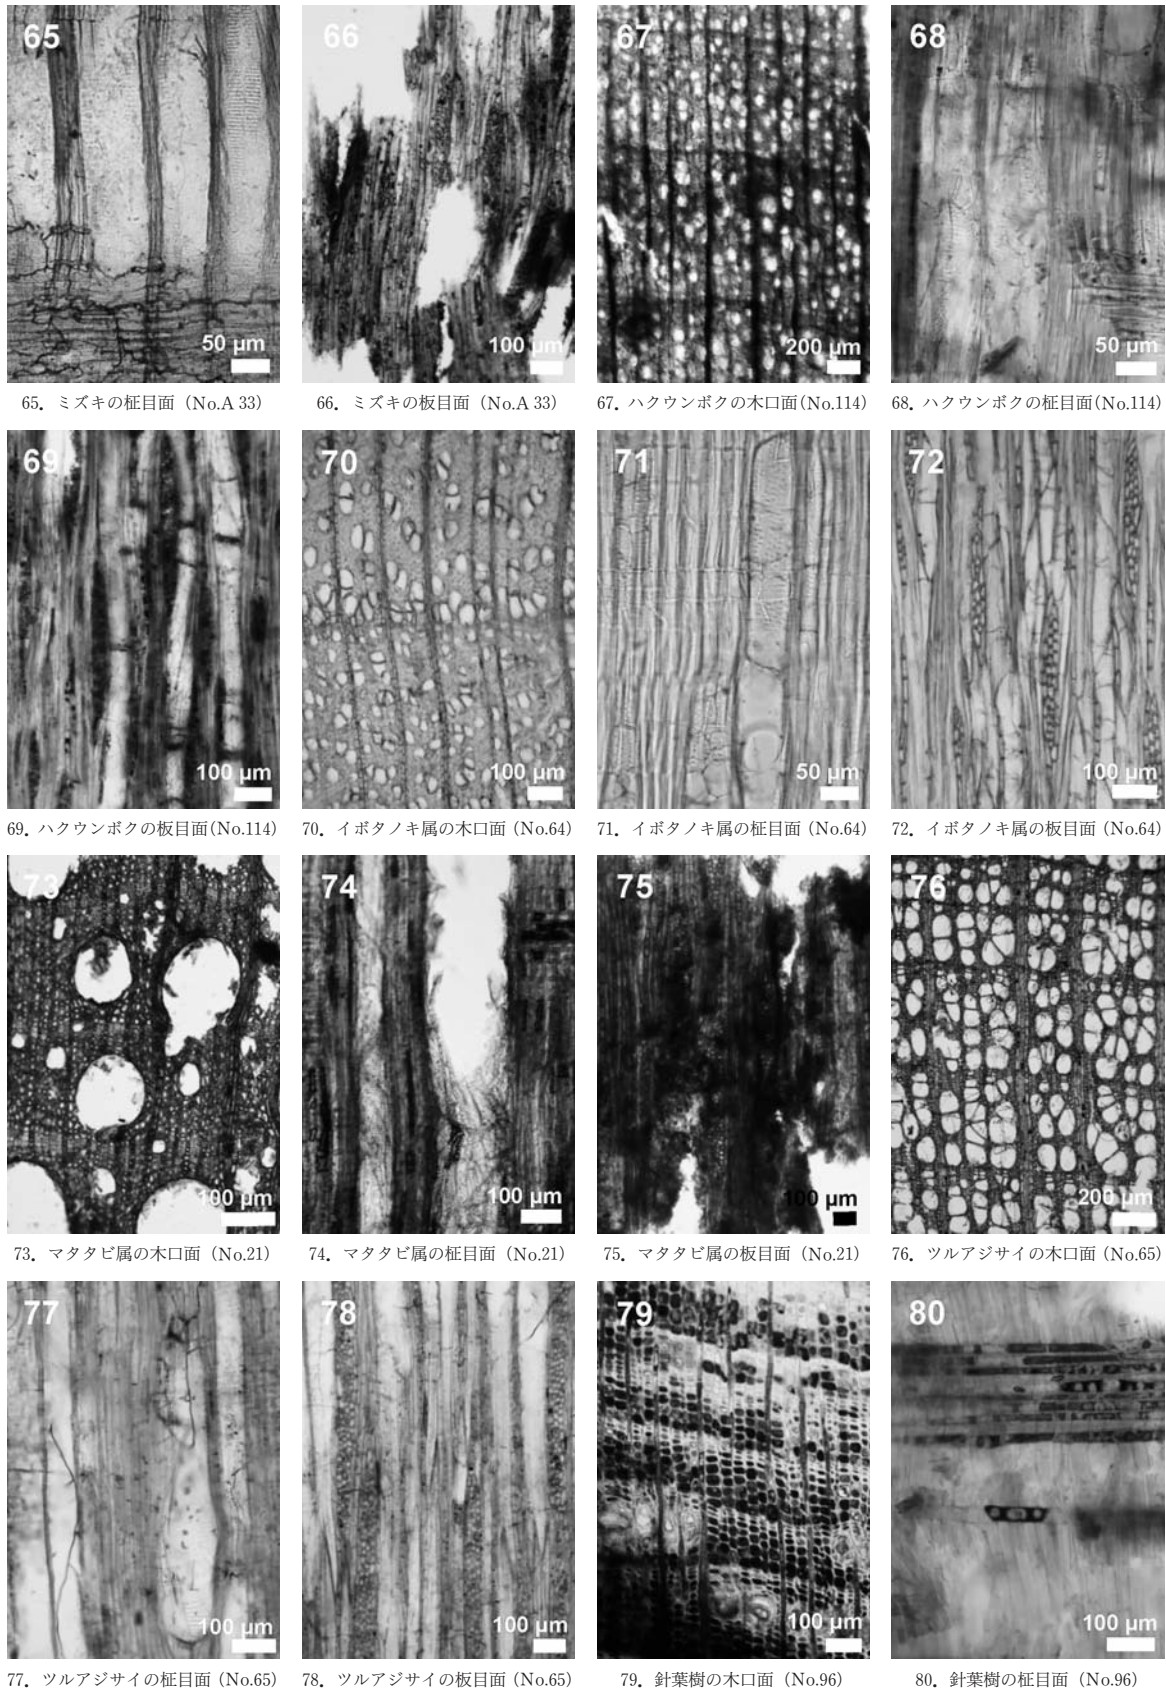 65
66
67
68
50 µm
100 µm
200 µm
50 µm
65. ミズキの柾目面（No.A 33）
66. ミズキの板目面（No.A 33）
67. ハクウンボクの木口面(No.114)
68. ハクウンボクの柾目面(No.114)
69
70
71
72
100 µm
100 µm
50 µm
100 µm
69. ハクウンボクの板目面(No.114)
70. イボタノキ属の木口面（No.64）
71. イボタノキ属の柾目面（No.64）
72. イボタノキ属の板目面（No.64）
73
74
75
76
100 µm
100 µm
100 µm
200 µm
73. マタタビ属の木口面（No.21）
74. マタタビ属の柾目面（No.21）
75. マタタビ属の板目面（No.21）
76. ツルアジサイの木口面（No.65）
77
78
79
80
100 µm
100 µm
100 µm
100 µm
77. ツルアジサイの柾目面（No.65）
78. ツルアジサイの板目面（No.65）
79. 針葉樹の木口面（No.96）
80. 針葉樹の柾目面（No.96）